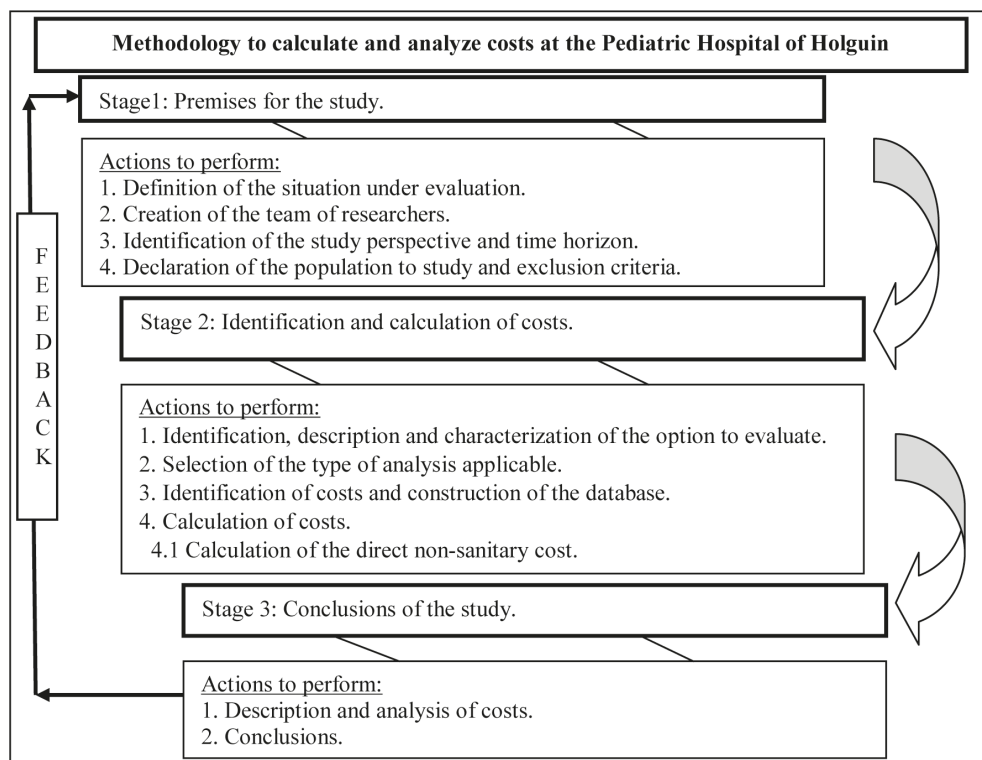 Methodology to calculate and analyze costs at the Pediatric Hospital of Holguin
Stage1: Premises for the study.
Actions to perform:
1. Definition of the situation under evaluation.
2. Creation of the team of researchers.
3. Identification of the study perspective and time horizon.
4. Declaration of the population to study and exclusion criteria.
Stage 2: Identification and calculation of costs.
Actions to perform:
1. Identification, description and characterization of the option to evaluate.
2. Selection of the type of analysis applicable.
3. Identification of costs and construction of the database.
4. Calculation of costs.
4.1 Calculation of the direct non-sanitary cost.
Stage 3: Conclusions of the study.
Actions to perform:
1. Description and analysis of costs.
2. Conclusions.
FEEDBACK